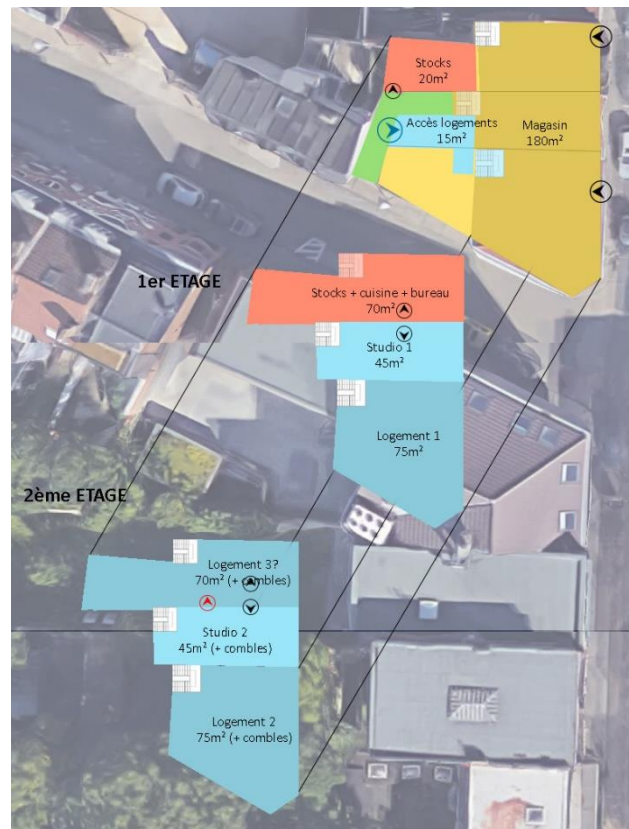 Stocks
20m²
Accès logements
15m²
Magasin
180m²
1er ETAGE
Stocks + cuisine + bureau
70m²
Studio 1
45m²
Logement 1
75m²
2ème ETAGE
Logement 3?
70m² (+ combles)
Studio 2
45m² (+ combles)
Logement 2
75m² (+ combles)